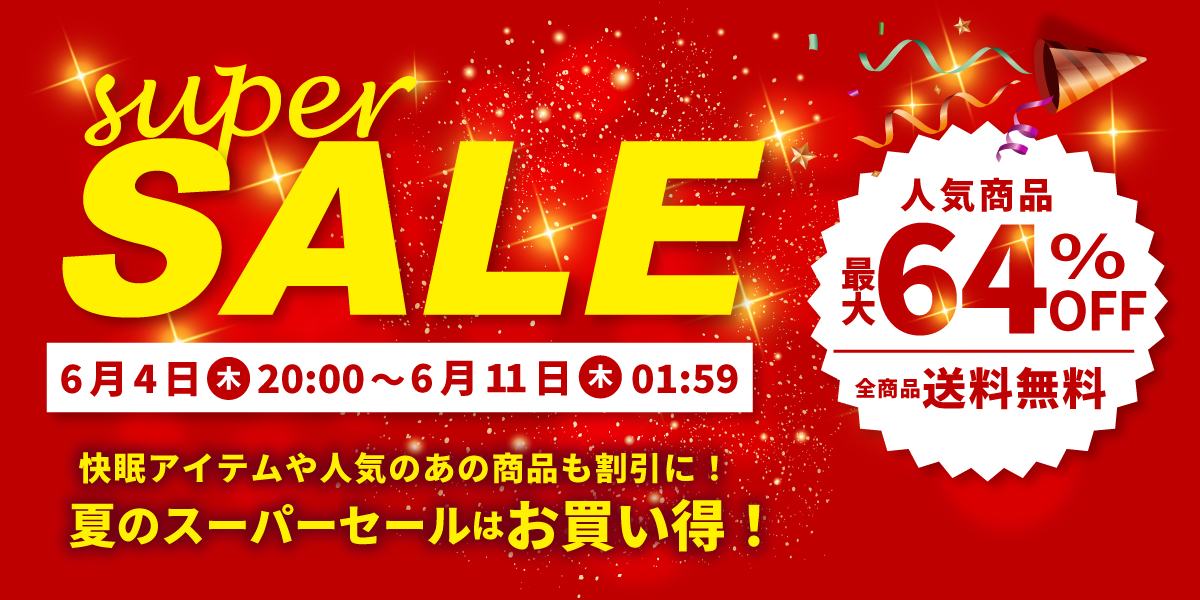 super
SALE
6月4日木20:00～6月11日木01:59
快眠アイテムや人気のあの商品も割引に！
夏のスーパーセールはお買い得！
人気商品
最大64%OFF
全商品送料無料